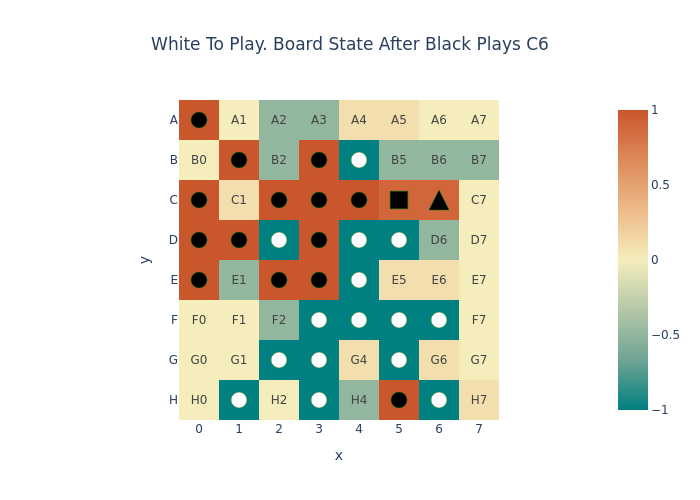 White To Play. Board State After Black Plays C6
A A1 A2 A3 A4 A5 A6 A7
B B0 B2 B5 B6 B7
C C1 C7
D D6 D7
E E1 E5 E6 E7
F F0 F1 F2 F7
G G0 G1 G4 G6 G7
H H0 H2 H4 H7
0 1 2 3 4 5 6 7
x
y
1
0.5
0
−0.5
−1